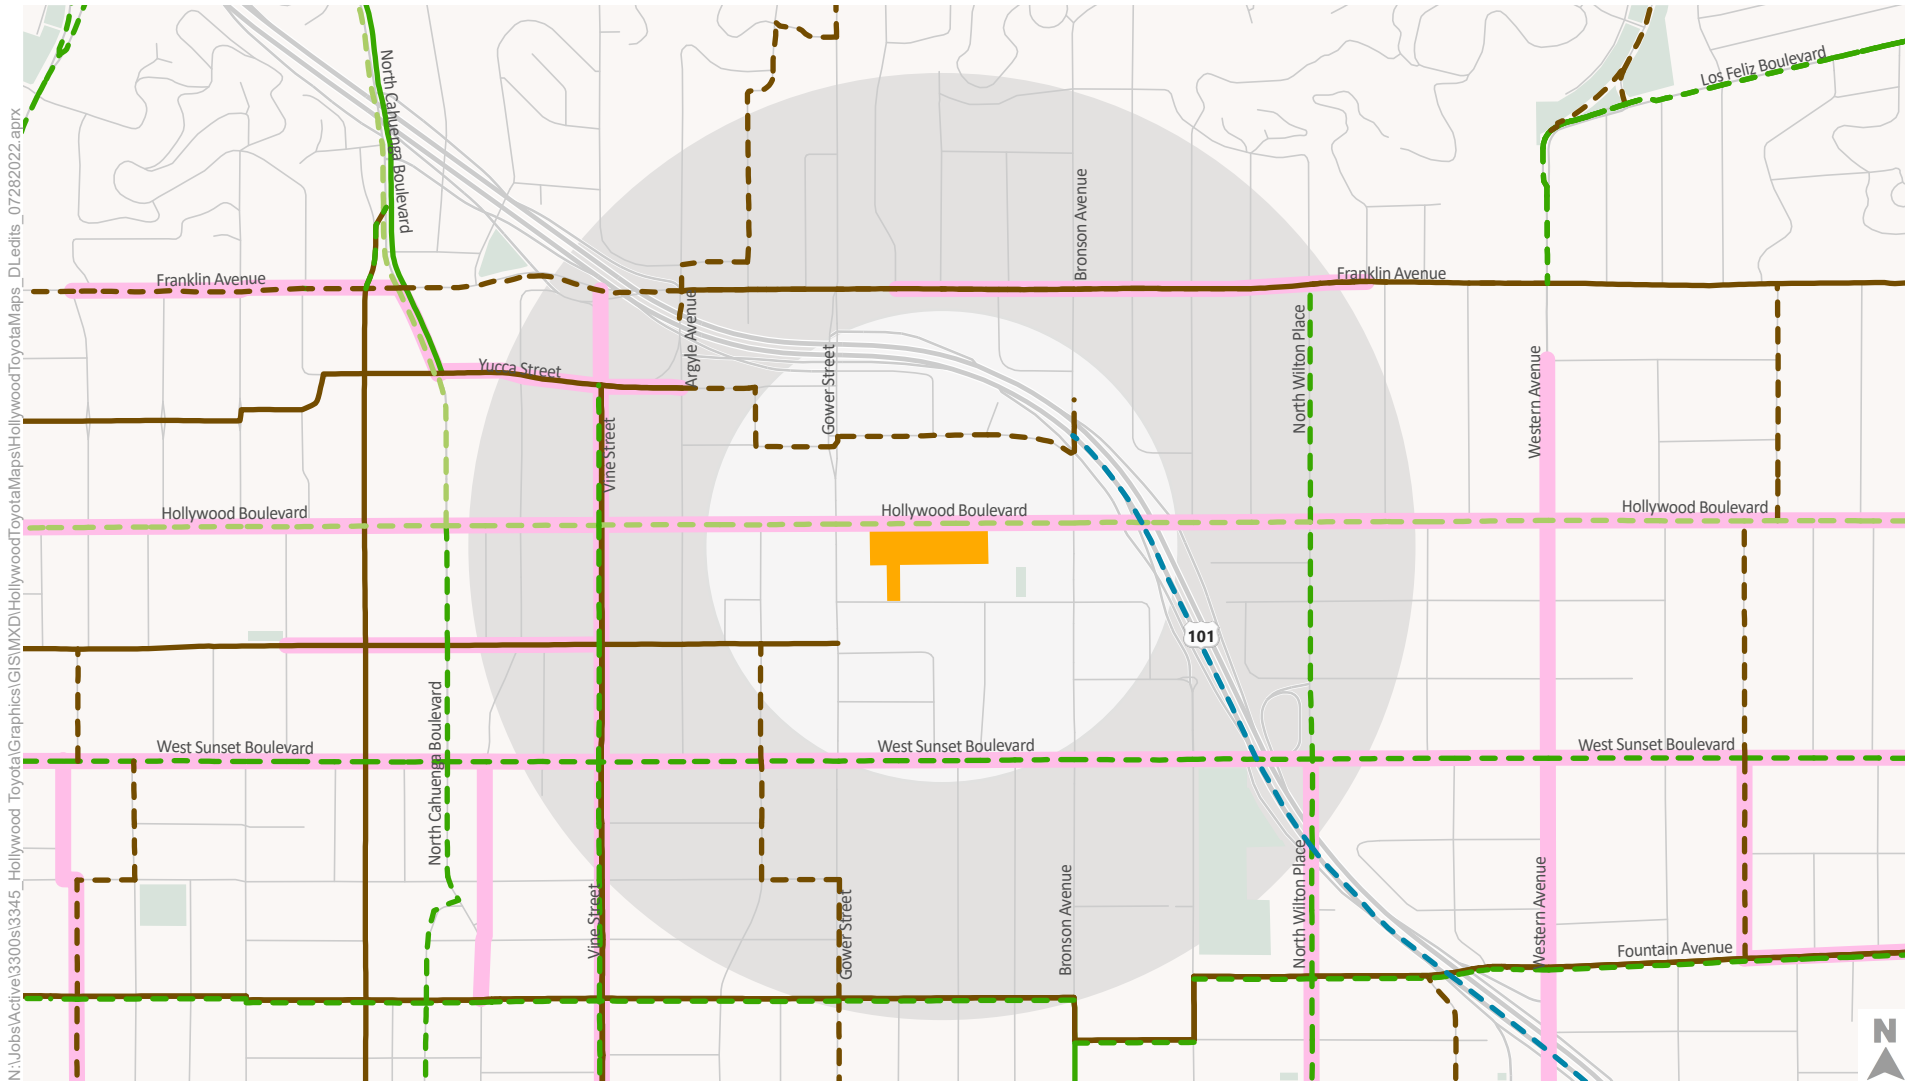 Los Feliz Boulevard
North Cahuenga Boulevard
Bronson Avenue
Franklin Avenue
Franklin Avenue
Argyle Avenue
Gower Street
North Wilton Place
Western Avenue
Yucca Street
Vine Street
Hollywood Boulevard
Hollywood Boulevard
Hollywood Boulevard
101
North Cahuenga Boulevard
West Sunset Boulevard
West Sunset Boulevard
West Sunset Boulevard
Vine Street
Gower Street
Bronson Avenue
North Wilton Place
Western Avenue
Fountain Avenue
N
N:\Jobs\Active\3300s\3345_Hollywood Toyota\Graphics\GIS\MXD\HollywoodToyotaMaps\HollywoodToyotaMaps_DLedits_07282022.aprx